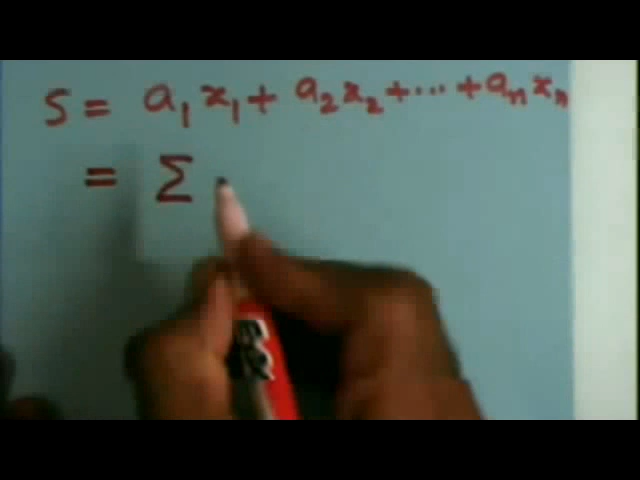 S = a₁x₁ + a₂x₂ + ... + aₙxₙ
= Σ